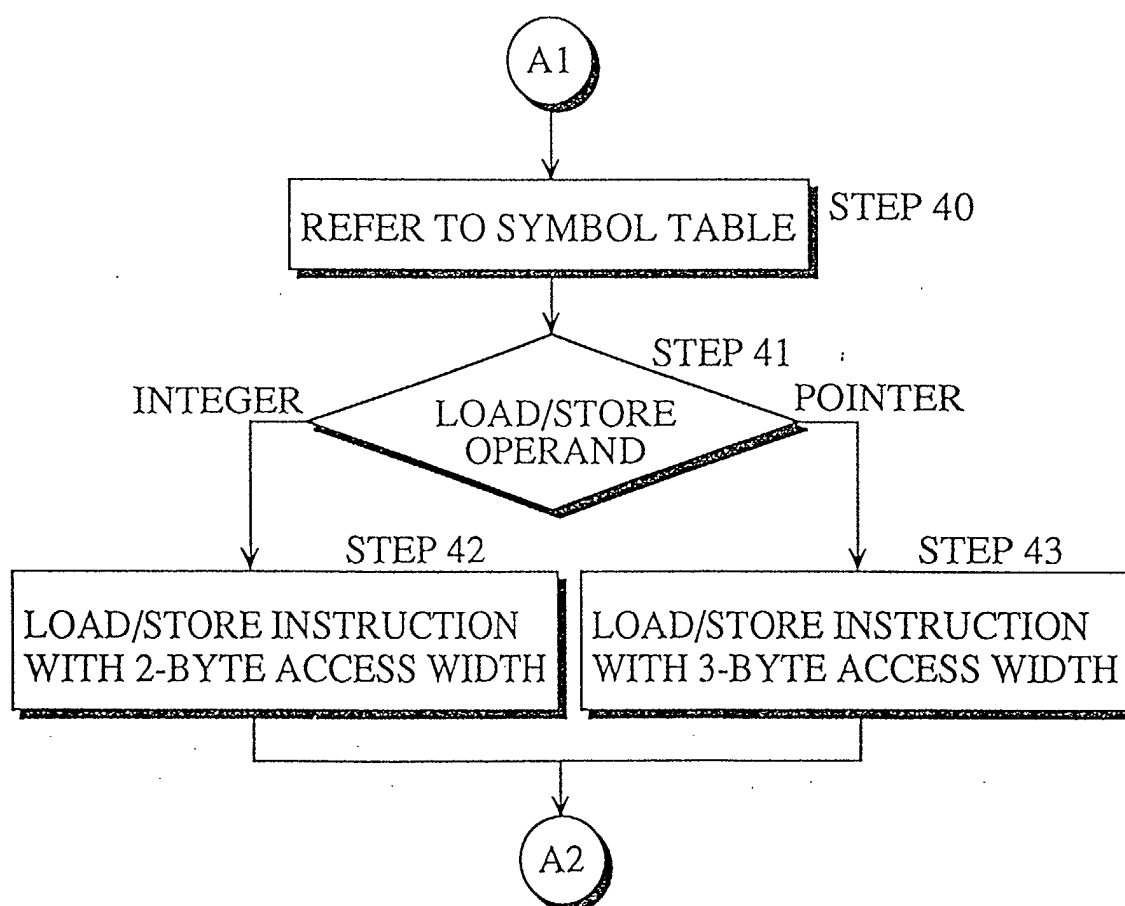 A1
REFER TO SYMBOL TABLE
STEP 40
STEP 41
INTEGER
LOAD/STORE
OPERAND
POINTER
STEP 42
LOAD/STORE INSTRUCTION
WITH 2-BYTE ACCESS WIDTH
STEP 43
LOAD/STORE INSTRUCTION
WITH 3-BYTE ACCESS WIDTH
A2